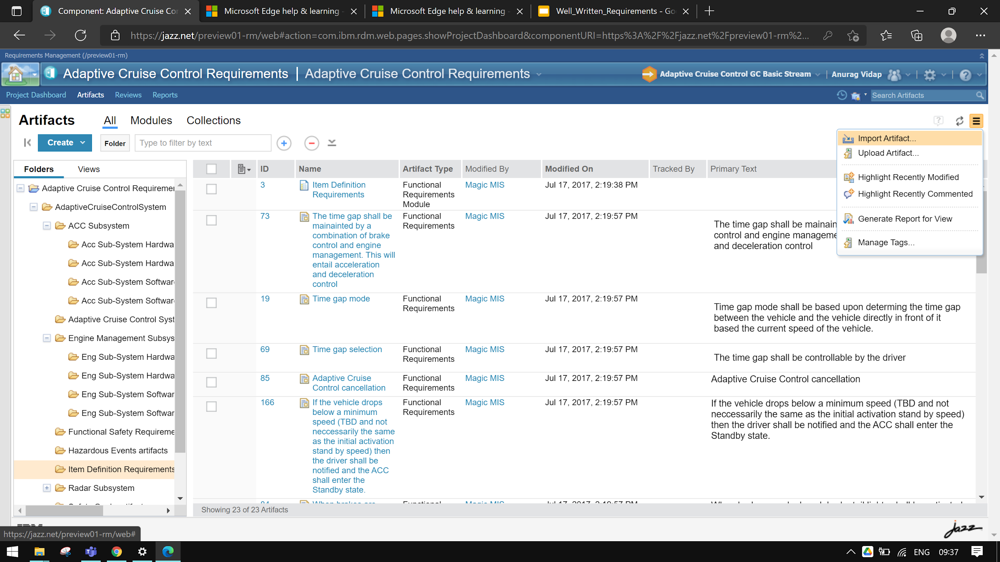 Component: Adaptive Cruise Co
Microsoft Edge help & learning -
Microsoft Edge help & learning -
Well_Written_Requirements - Go
https://jazz.net/preview01-rm/web#action=com.ibm.rdm.web.pages.showProjectDashboard&componentURI=https%3A%2F%2Fjazz.net%2Fpreview01-rm%2...
Requirements Management (/preview01-rm)
Adaptive Cruise Control Requirements | Adaptive Cruise Control Requirements
Adaptive Cruise Control GC Basic Stream
Anurag Vidap
Project Dashboard Artifacts Reviews Reports
Search Artifacts
Artifacts All Modules Collections
Create Folder Type to filter by text
Import Artifact...
Upload Artifact...
Highlight Recently Modified
Highlight Recently Commented
Generate Report for View
Manage Tags...
Folders Views
Adaptive Cruise Control Requiremer
AdaptiveCruiseControlSystem
ACC Subsystem
Acc Sub-System Hardwa
Acc Sub-System Hardwa
Acc Sub-System Softwar
Acc Sub-System Softwar
Adaptive Cruise Control Syst
Engine Management Subsys
Eng Sub-System Hardwa
Eng Sub-System Hardwa
Eng Sub-System Softwar
Eng Sub-System Softwar
Functional Safety Requireme
Hazardous Events artifacts
Item Definition Requirements
Radar Subsystem
ID Name Artifact Type Modified By Modified On Tracked By Primary Text
3 Item Definition Functional Magic MIS Jul 17, 2017, 2:19:38 PM
Requirements Requirements
Module
73 The time gap shall be Functional Magic MIS Jul 17, 2017, 2:19:57 PM
mainainted by a Requirements The time gap shall be mainain
combination of brake control and engine manageme
control and engine and deceleration control
management. This will
entail acceleration
and deceleration
control
19 Time gap mode Functional Magic MIS Jul 17, 2017, 2:19:57 PM
Requirements Time gap mode shall be based upon determing the time gap
between the vehicle and the vehicle directly in front of it
based the current speed of the vehicle.
69 Time gap selection Functional Magic MIS Jul 17, 2017, 2:19:57 PM
Requirements The time gap shall be controllable by the driver
85 Adaptive Cruise Functional Magic MIS Jul 17, 2017, 2:19:57 PM Adaptive Cruise Control cancellation
Control cancellation Requirements
166 If the vehicle drops Functional Magic MIS Jul 17, 2017, 2:19:57 PM If the vehicle drops below a minimum speed (TBD and not
below a minimum Requirements neccessarily the same as the initial activation stand by speed)
speed (TBD and not then the driver shall be notified and the ACC shall enter the
neccessarily the same Standby state.
as the initial activation
stand by speed) then
the driver shall be
notified and the ACC
shall enter the
Standby state.
Showing 23 of 23 Artifacts
https://jazz.net/preview01-rm/web#
jazz
ENG 09:37